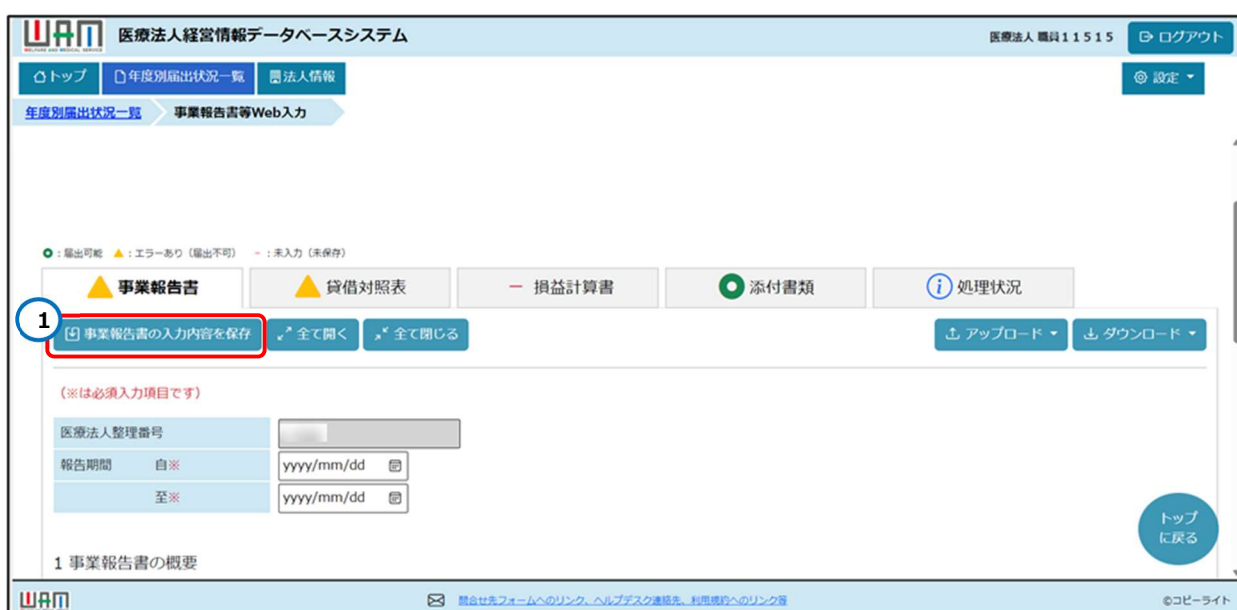 WAM 医療法人経営情報データベースシステム 医療法人 職員11515 ログアウト
WELFARE AND MEDICAL SERVICE
トップ 年度別届出状況一覧 法人情報 設定
年度別届出状況一覧 事業報告書等Web入力
:届出可能 :エラーあり(届出不可) - :未入力(未保存)
事業報告書 貸借対照表 - 損益計算書 添付書類 i 処理状況
1 事業報告書の入力内容を保存 全て開く 全て閉じる アップロード ダウンロード
(※は必須入力項目です)
医療法人整理番号
報告期間 自※ yyyy/mm/dd
至※ yyyy/mm/dd
トップ
に戻る
1 事業報告書の概要
WAM 問合せ先フォームへのリンク、ヘルプデスク連絡先、利用規約へのリンク等 ©コピーライト